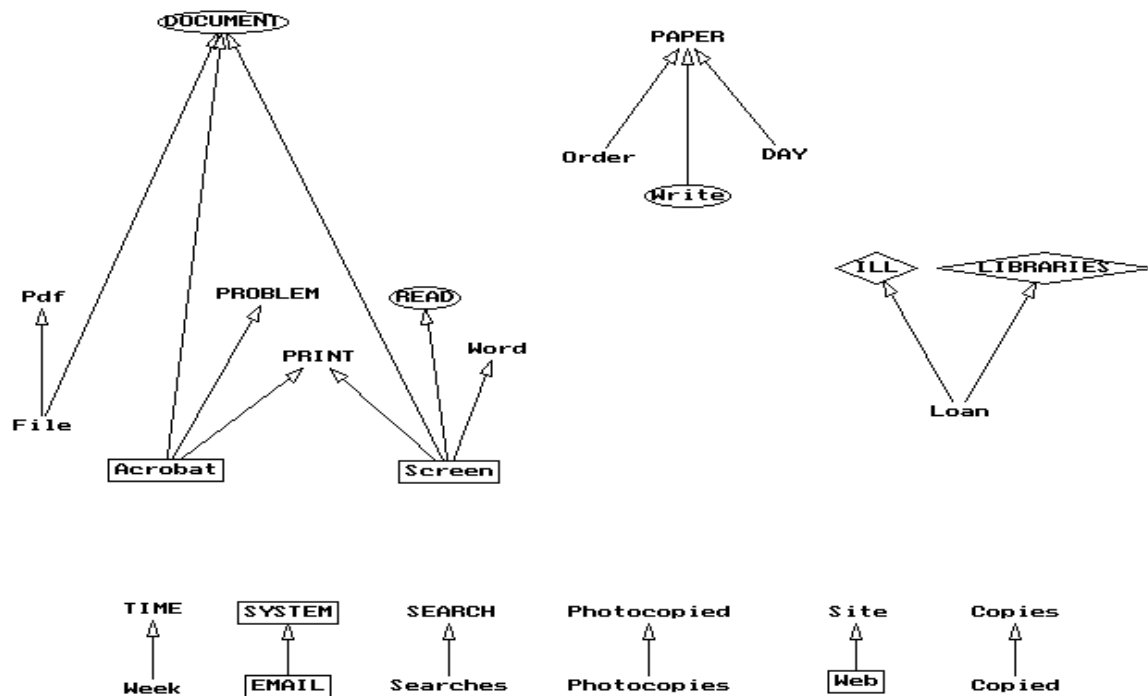 DOCUMENT
PAPER
Order
DAY
Write
ILL
LIBRARIES
Pdf
PROBLEM
READ
PRINT
Word
File
Loan
Acrobat
Screen
TIME
SYSTEM
SEARCH
Photocopied
Site
Copies
Week
EMAIL
Searches
Photocopies
Web
Copied